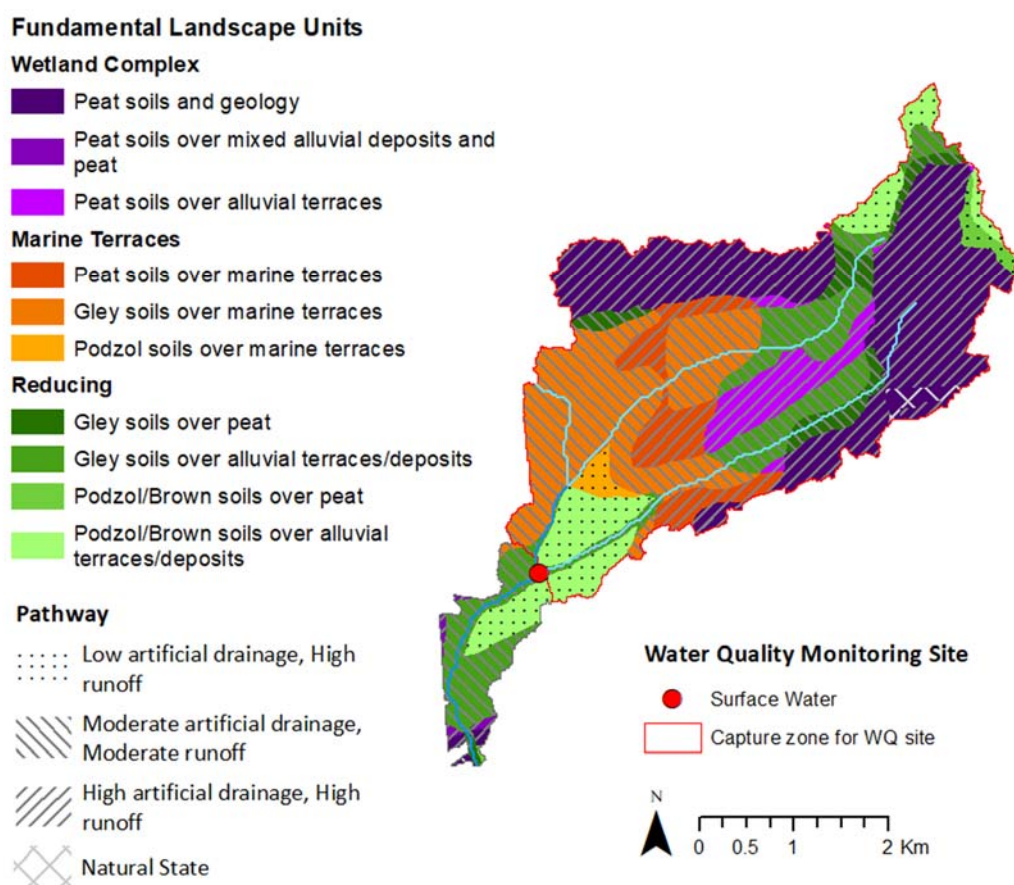 Fundamental Landscape Units
Wetland Complex
Peat soils and geology
Peat soils over mixed alluvial deposits and
peat
Peat soils over alluvial terraces
Marine Terraces
Peat soils over marine terraces
Gley soils over marine terraces
Podzol soils over marine terraces
Reducing
Gley soils over peat
Gley soils over alluvial terraces/deposits
Podzol/Brown soils over peat
Podzol/Brown soils over alluvial
terraces/deposits
Pathway
Low artificial drainage, High
runoff
Moderate artificial drainage,
Moderate runoff
High artificial drainage, High
runoff
Natural State
Water Quality Monitoring Site
Surface Water
Capture zone for WQ site
N
0 0.5 1 2 Km